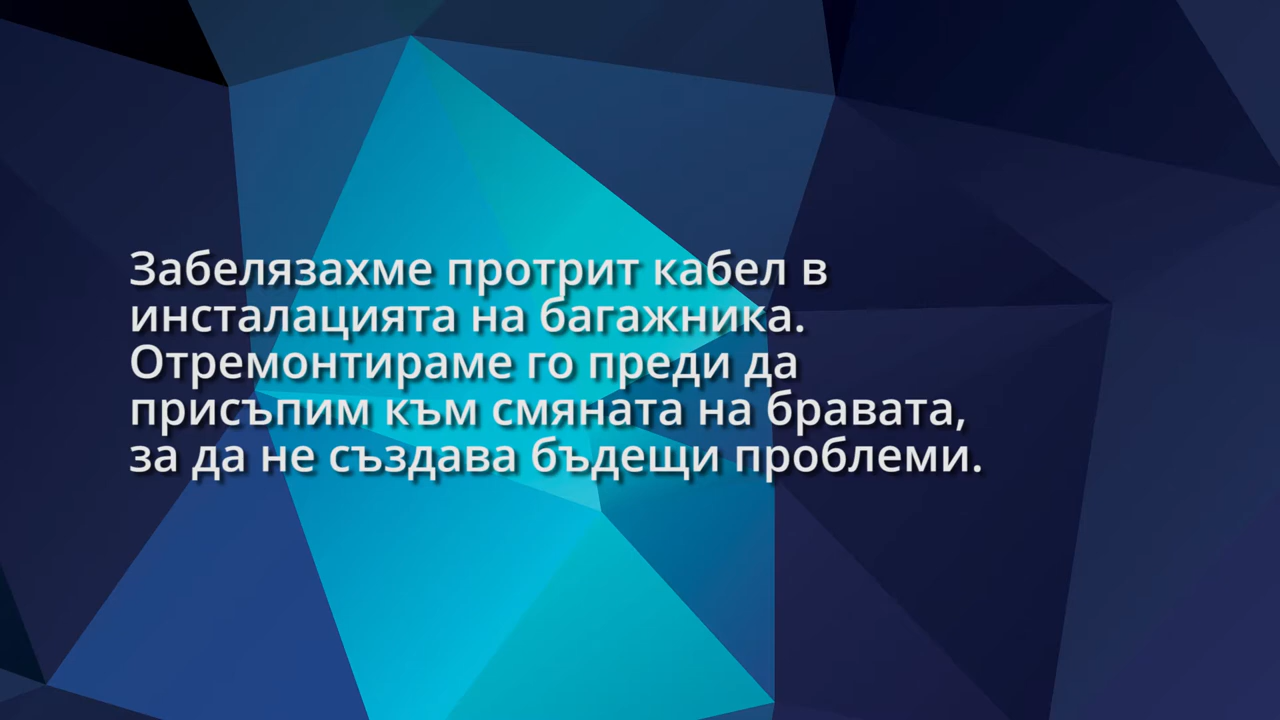 Забелязахме протрит кабел в
инсталацията на багажника.
Отремонтираме го преди да
присъпим към смяната на бравата,
за да не създава бъдещи проблеми.